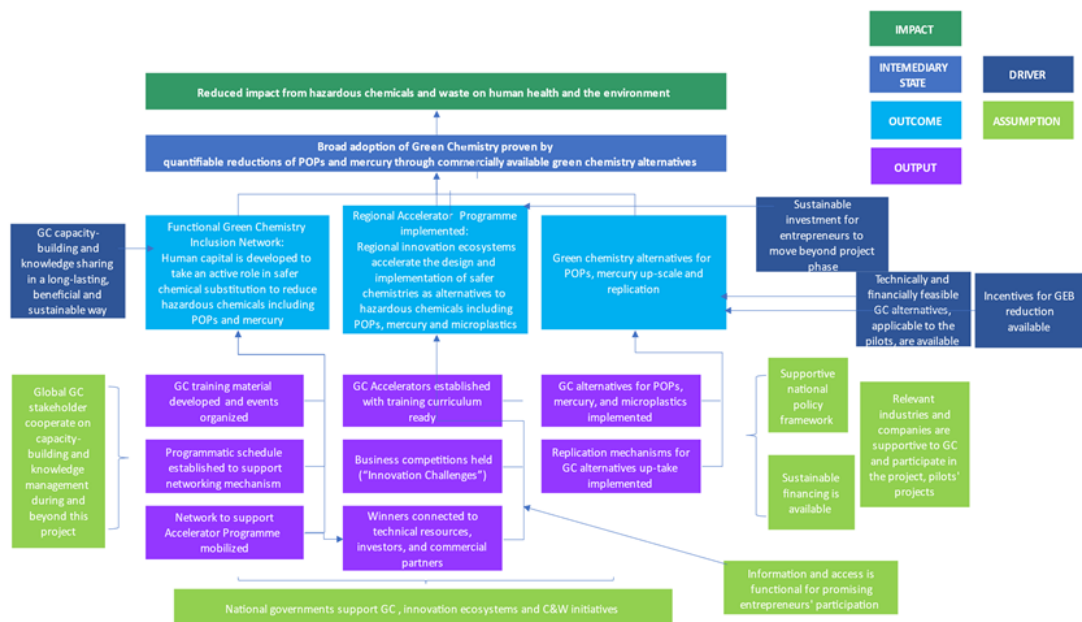 IMPACT
INTEMEDIARY
STATE
DRIVER
OUTCOME
ASSUMPTION
OUTPUT
Reduced impact from hazardous chemicals and waste on human health and the environment
Broad adoption of Green Chemistry proven by
quantifiable reductions of POPs and mercury through commercially available green chemistry alternatives
GC capacity-
building and
knowledge sharing
in a long-lasting,
beneficial and
sustainable way
Functional Green Chemistry
Inclusion Network:
Human capital is developed to
take an active role in safer
chemical substitution to reduce
hazardous chemicals including
POPs and mercury
Regional Accelerator Programme
implemented:
Regional innovation ecosystems
accelerate the design and
implementation of safer
chemistries as alternatives to
hazardous chemicals including
POPs, mercury and microplastics
Green chemistry alternatives for
POPs, mercury up-scale and
replication
Sustainable
investment for
entrepreneurs to
move beyond project
phase
Technically and
financially feasible
GC alternatives,
applicable to the
pilots, are available
Incentives for GEB
reduction
available
Global GC
stakeholder
cooperate on
capacity-
building and
knowledge
management
during and
beyond this
project
GC training material
developed and events
organized
Programmatic schedule
established to support
networking mechanism
Network to support
Accelerator Programme
mobilized
GC Accelerators established
with training curriculum
ready
Business competitions held
("Innovation Challenges")
Winners connected to
technical resources,
investors, and commercial
partners
GC alternatives for POPs,
mercury, and microplastics
implemented
Replication mechanisms for
GC alternatives up-take
implemented
Supportive
national
policy
framework
Sustainable
financing is
available
Relevant
industries and
companies are
supportive to GC
and participate in
the project, pilots'
projects
Information and access is
functional for promising
entrepreneurs' participation
National governments support GC , innovation ecosystems and C&W initiatives